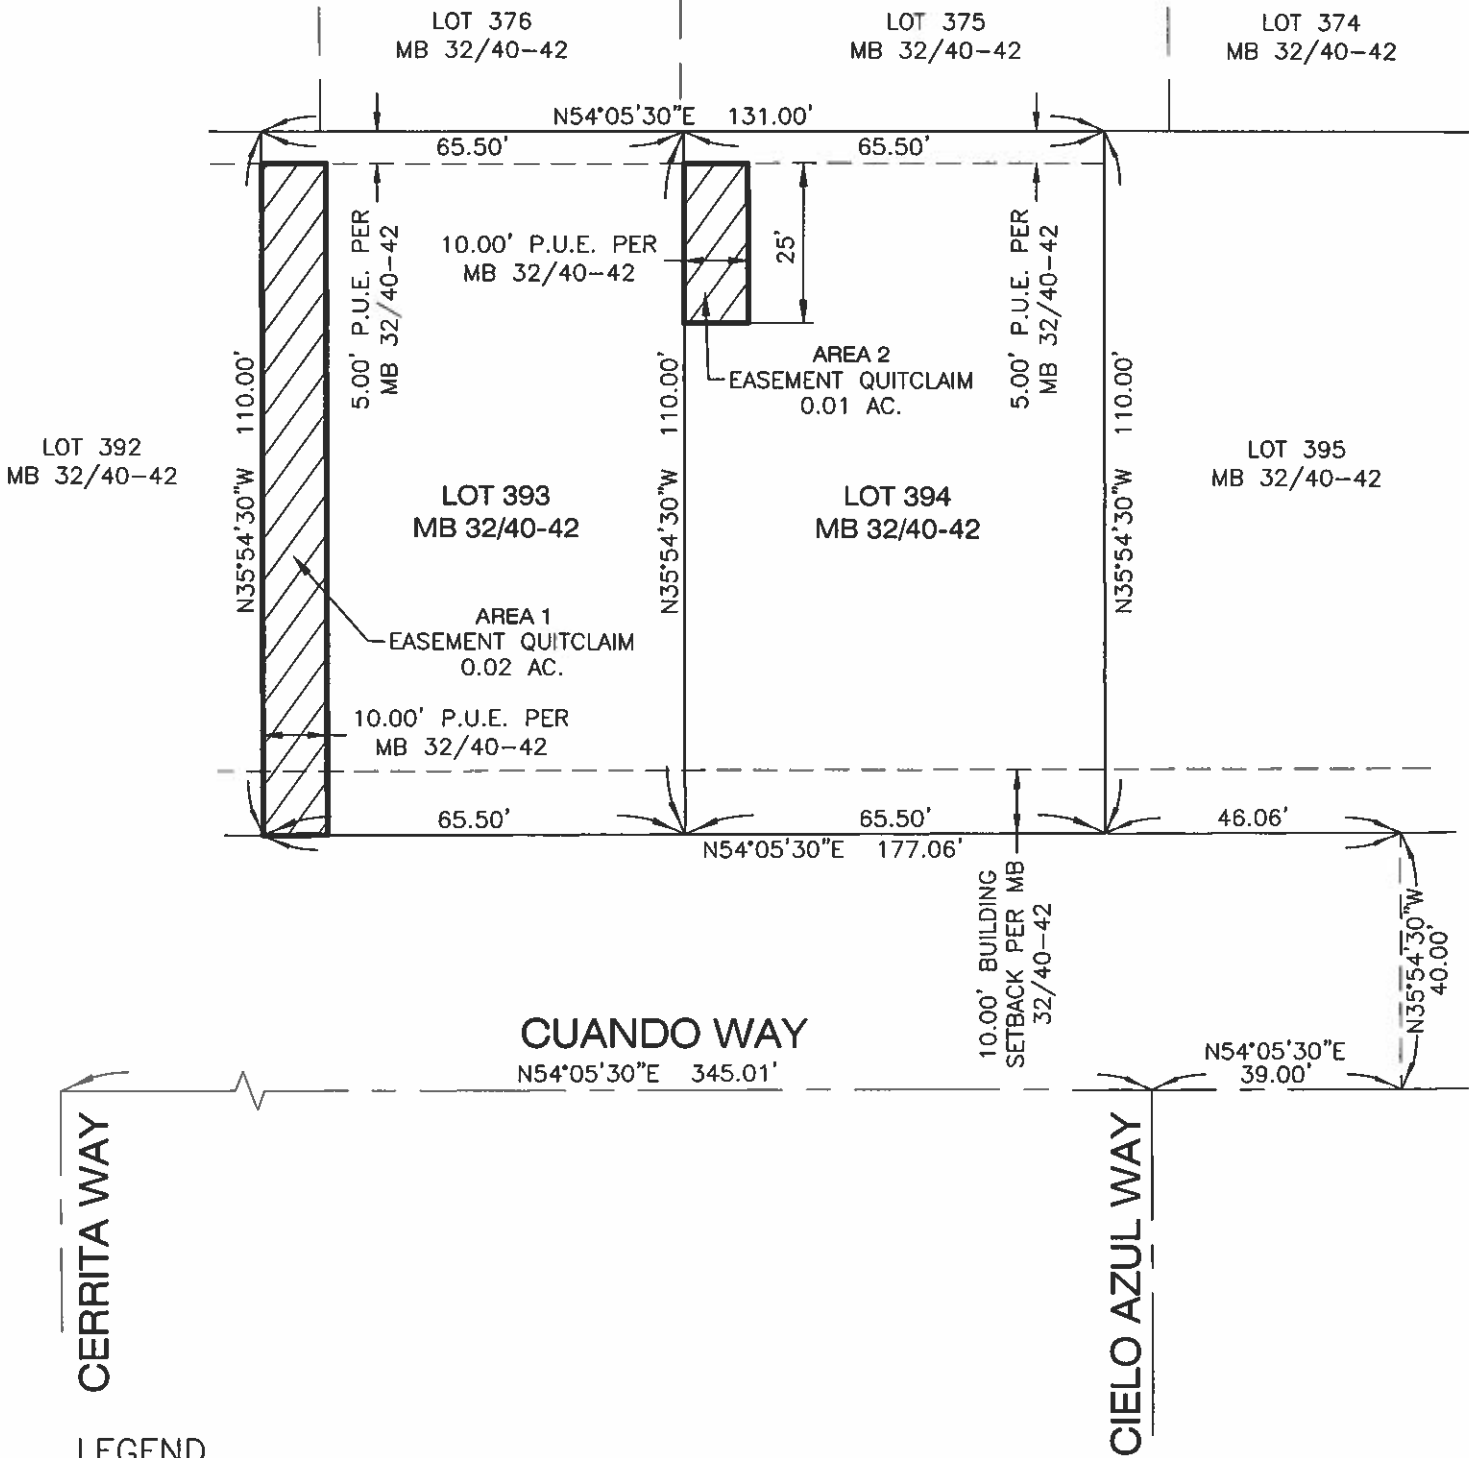 LOT 376
MB 32/40-42
LOT 375
MB 32/40-42
LOT 374
MB 32/40-42
N54°05'30"E 131.00'
65.50'
65.50'
5.00' P.U.E. PER
MB 32/40-42
10.00' P.U.E. PER
MB 32/40-42
25'
5.00' P.U.E. PER
MB 32/40-42
AREA 2
EASEMENT QUITCLAIM
0.01 AC.
N35°54'30"W 110.00'
N35°54'30"W 110.00'
N35°54'30"W 110.00'
LOT 392
MB 32/40-42
LOT 393
MB 32/40-42
LOT 394
MB 32/40-42
LOT 395
MB 32/40-42
AREA 1
EASEMENT QUITCLAIM
0.02 AC.
10.00' P.U.E. PER
MB 32/40-42
65.50'
65.50'
46.06'
N54°05'30"E 177.06'
10.00' BUILDING
SETBACK PER MB
32/40-42
N35°54'30"W
40.00'
CUANDO WAY
N54°05'30"E 345.01'
N54°05'30"E
39.00'
CERRITA WAY
CIELO AZUL WAY
LEGEND